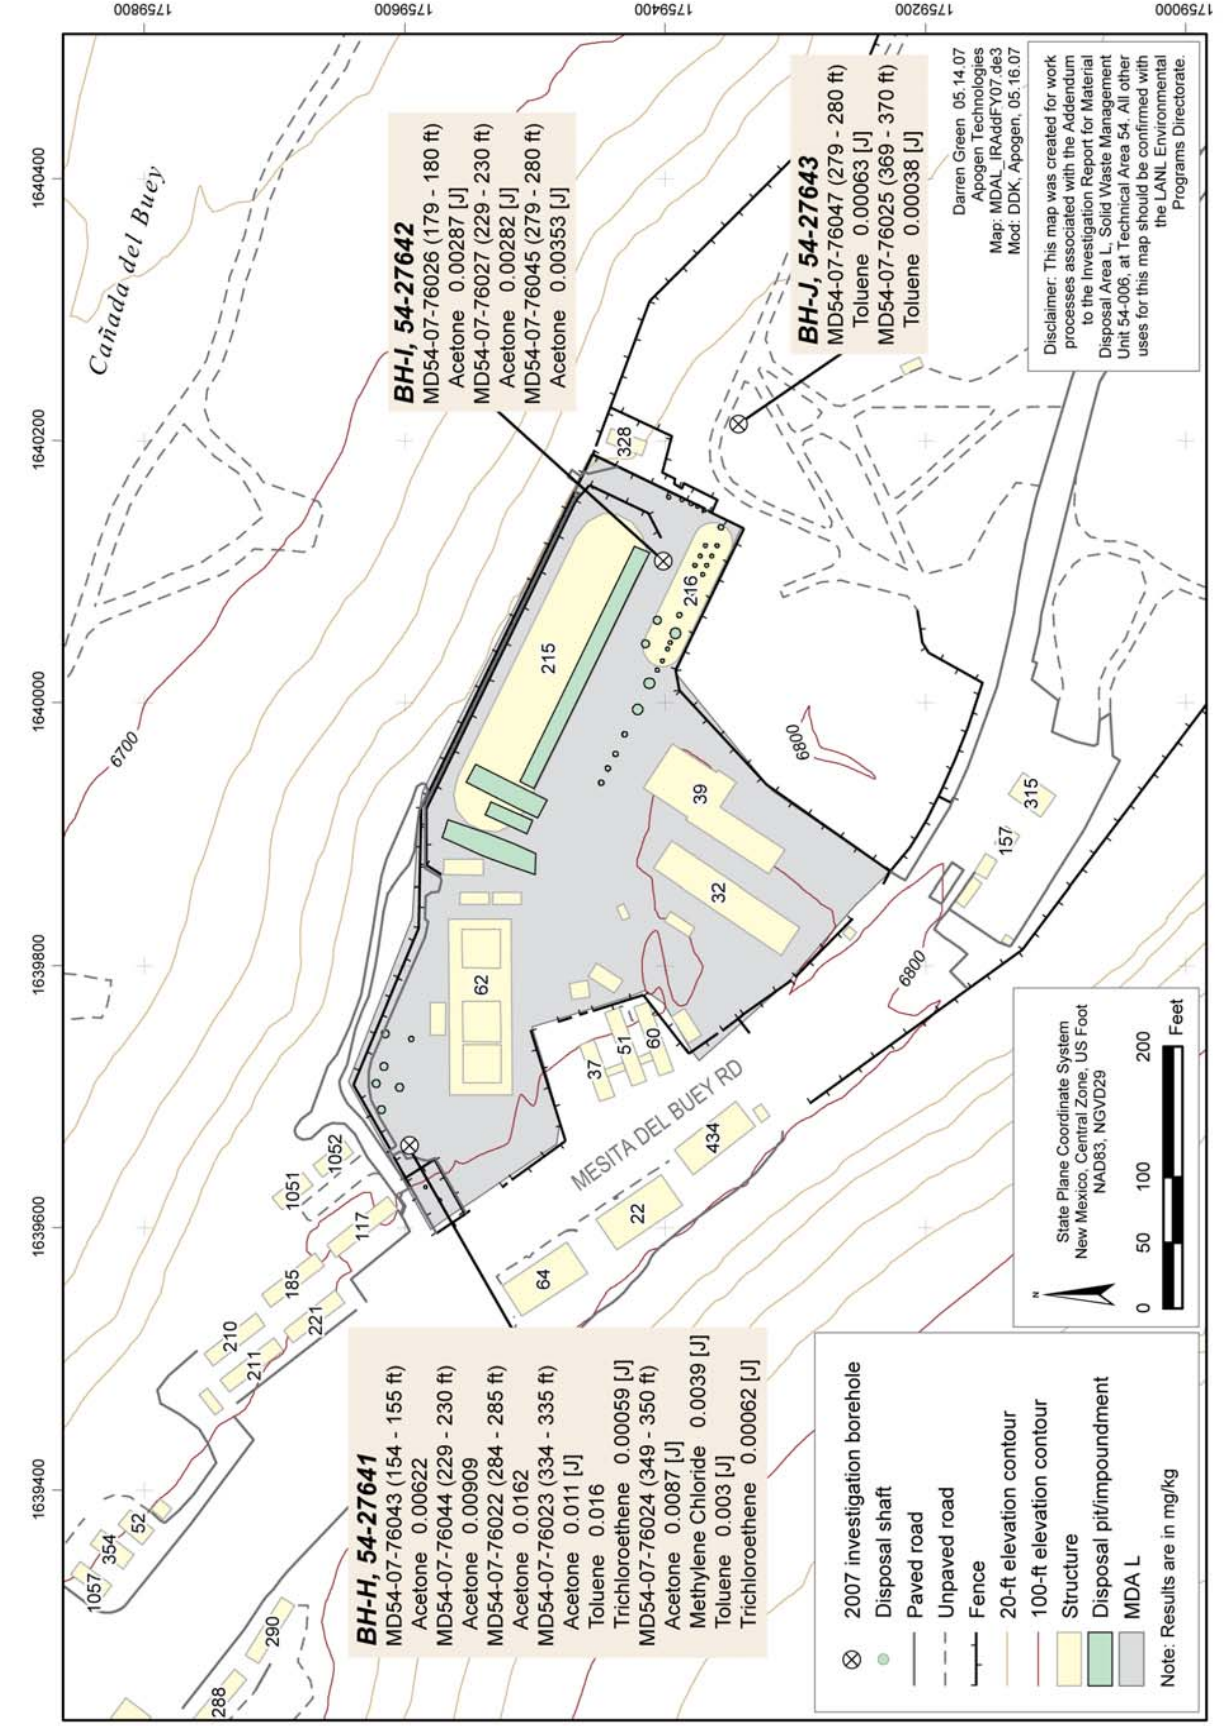 1639400
1639600
1639800
1640000
1640200
1640400
1759800
1759600
1759400
1759200
1759000
Cañada del Buey
6700
BH-I, 54-27642
MD54-07-76026 (179 - 180 ft)
Acetone 0.00287 [J]
MD54-07-76027 (229 - 230 ft)
Acetone 0.00282 [J]
MD54-07-76045 (279 - 280 ft)
Acetone 0.00353 [J]
BH-J, 54-27643
MD54-07-76047 (279 - 280 ft)
Toluene 0.00063 [J]
MD54-07-76025 (369 - 370 ft)
Toluene 0.00038 [J]
BH-H, 54-27641
MD54-07-76043 (154 - 155 ft)
Acetone 0.00622
MD54-07-76044 (229 - 230 ft)
Acetone 0.00909
MD54-07-76022 (284 - 285 ft)
Acetone 0.0162
MD54-07-76023 (334 - 335 ft)
Acetone 0.011 [J]
Toluene 0.016
Trichloroethene 0.00059 [J]
MD54-07-76024 (349 - 350 ft)
Acetone 0.0087 [J]
Methylene Chloride 0.0039 [J]
Toluene 0.003 [J]
Trichloroethene 0.00062 [J]
1057
354
52
288
290
210
211
185
221
117
1051
1052
64
22
434
MESITA DEL BUEY RD
37
51
60
62
215
216
328
39
32
6800
6800
157
315
Darren Green 05.14.07
Apogen Technologies
Map: MDAL_IRAddFY07.de3
Mod: DDK, Apogen, 05.16.07
Disclaimer: This map was created for work
processes associated with the Addendum
to the Investigation Report for Material
Disposal Area L, Solid Waste Management
Unit 54-006, at Technical Area 54. All other
uses for this map should be confirmed with
the LANL Environmental
Programs Directorate.
2007 investigation borehole
Disposal shaft
Paved road
Unpaved road
Fence
20-ft elevation contour
100-ft elevation contour
Structure
Disposal pit/impoundment
MDA L
Note: Results are in mg/kg
N
State Plane Coordinate System
New Mexico, Central Zone, US Foot
NAD83, NGVD29
0 50 100 200
Feet